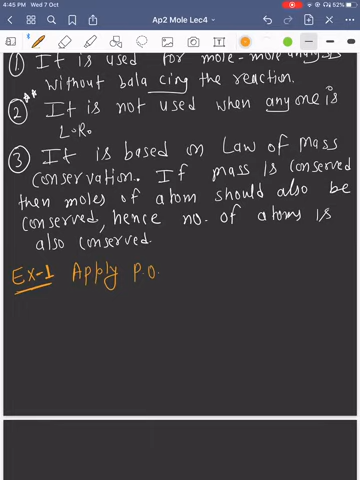 4:45 PM Wed 7 Oct
52%
Ap2 Mole Lec4
① It is used for mole-mole analysis
without bala cing the reaction.
②** It is not used when any one is
L.R.
③ It is based on Law of Mass
conservation. If mass is conserved
then moles of atom should also be
conserved, hence no. of atoms is
also conserved.
Ex-1 Apply P.O.